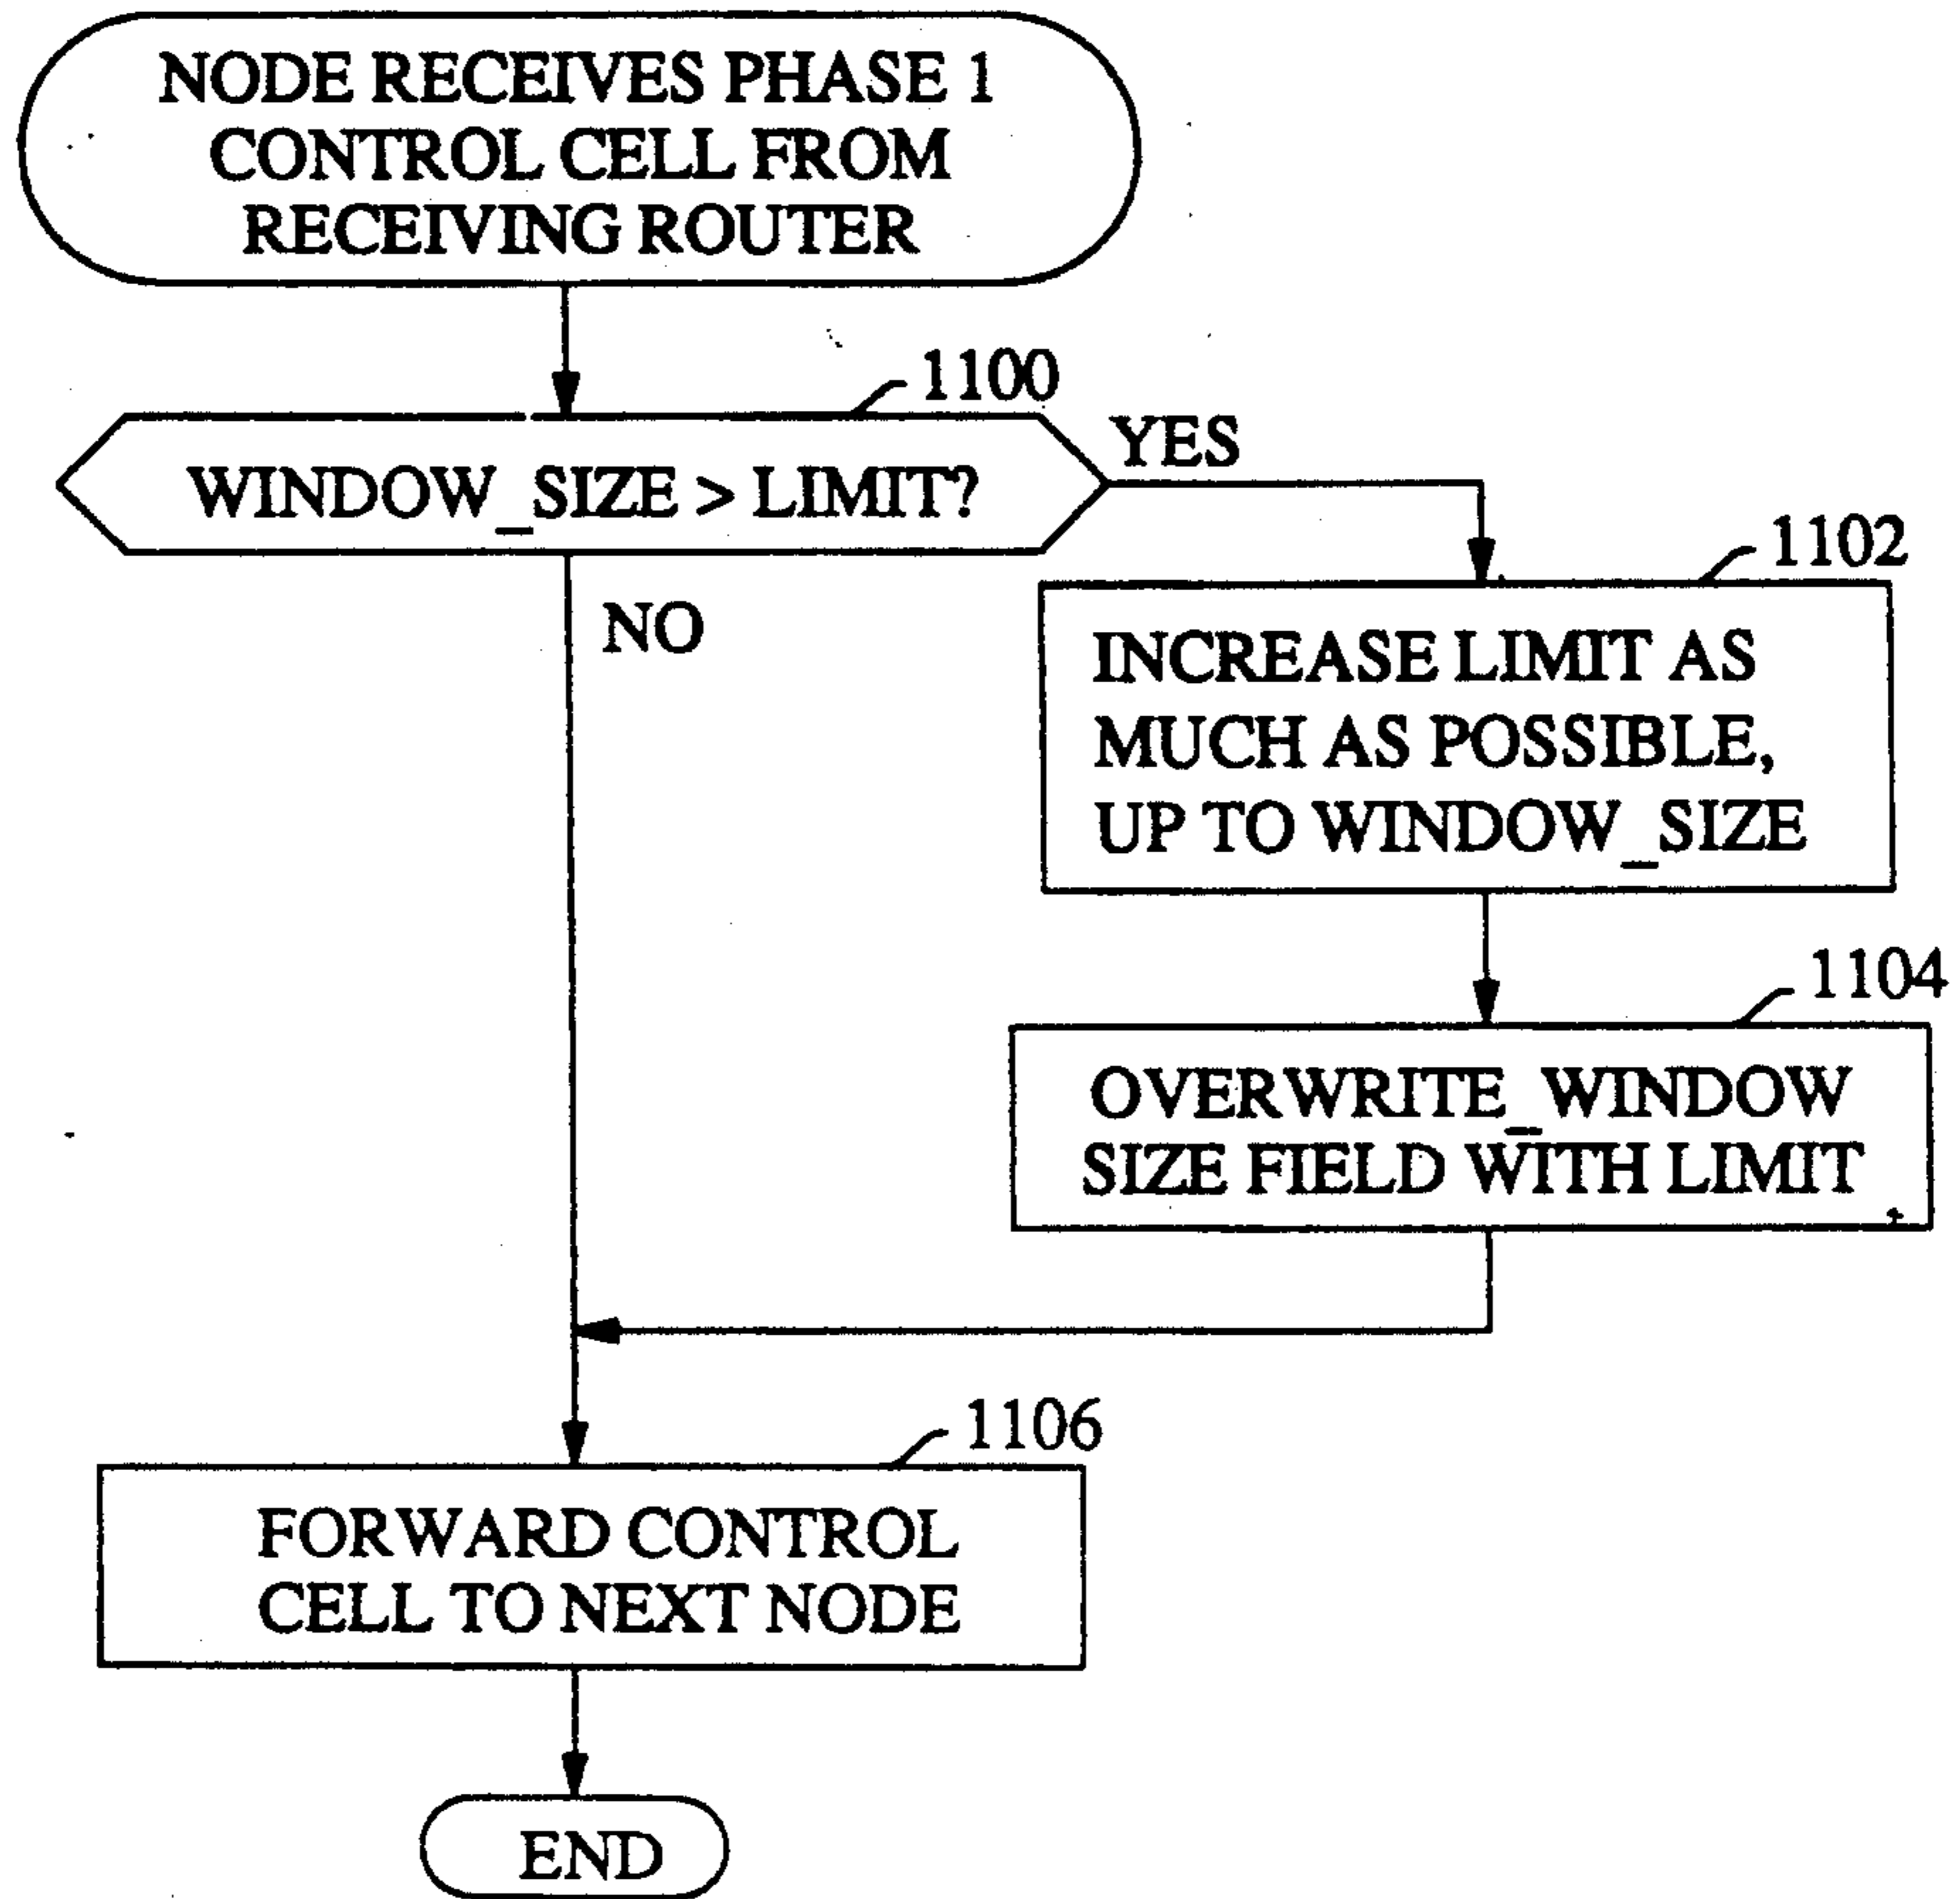 NODE RECEIVES PHASE 1
CONTROL CELL FROM
RECEIVING ROUTER
1100
WINDOW_SIZE > LIMIT?
YES
NO
1102
INCREASE LIMIT AS
MUCH AS POSSIBLE,
UP TO WINDOW_SIZE
1104
OVERWRITE_WINDOW
SIZE FIELD WITH LIMIT
1106
FORWARD CONTROL
CELL TO NEXT NODE
END